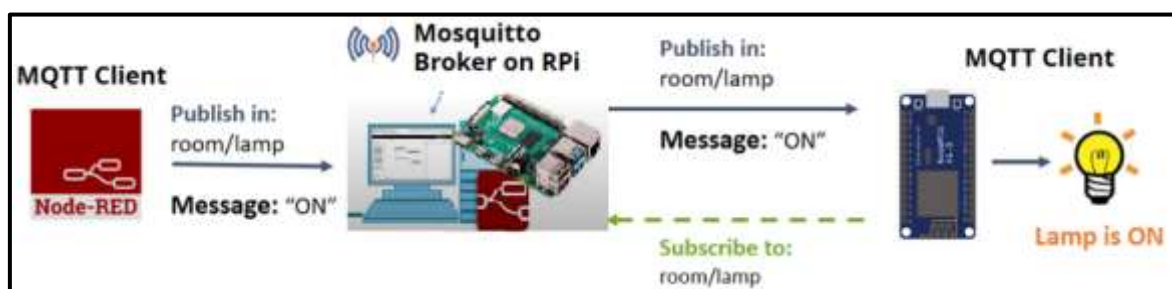 MQTT Client
Node-RED
Publish in:
room/lamp
Message: "ON"
Mosquitto
Broker on RPi
Publish in:
room/lamp
Message: "ON"
Subscribe to:
room/lamp
MQTT Client
Lamp is ON